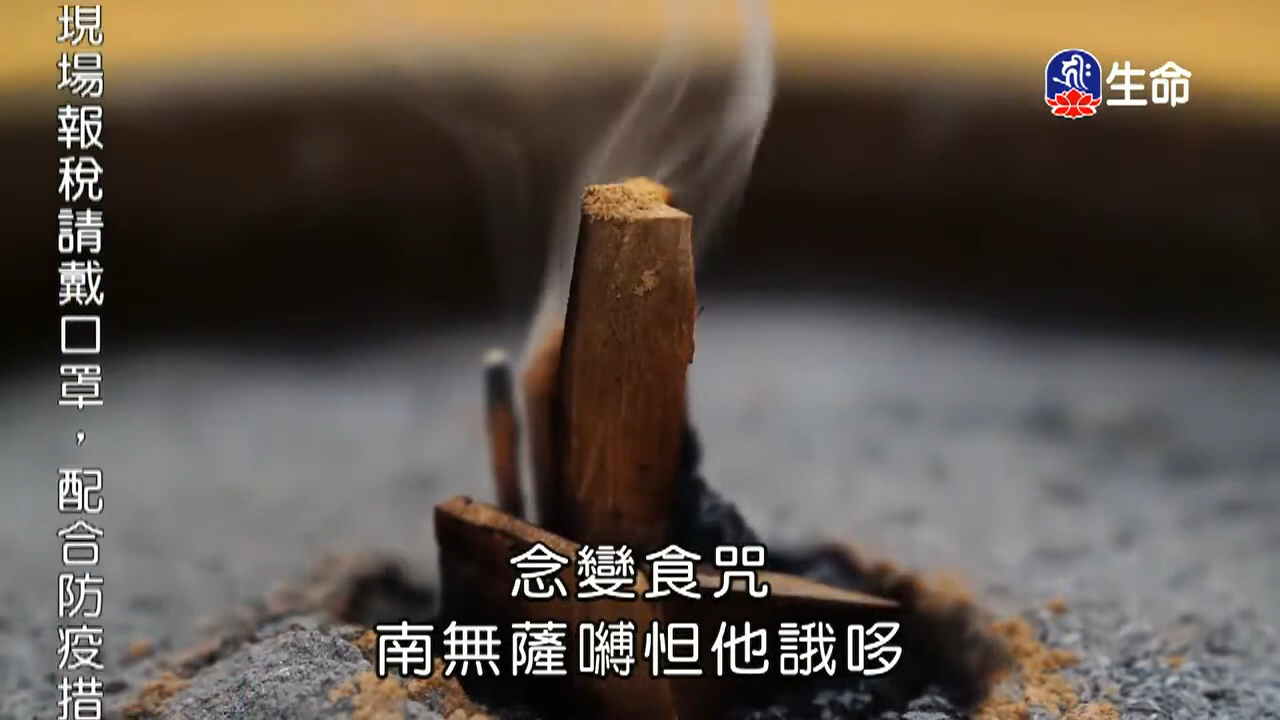 現場報稅請戴口罩，配合防疫措
生命
念變食咒
南無薩嚩怛他誐哆